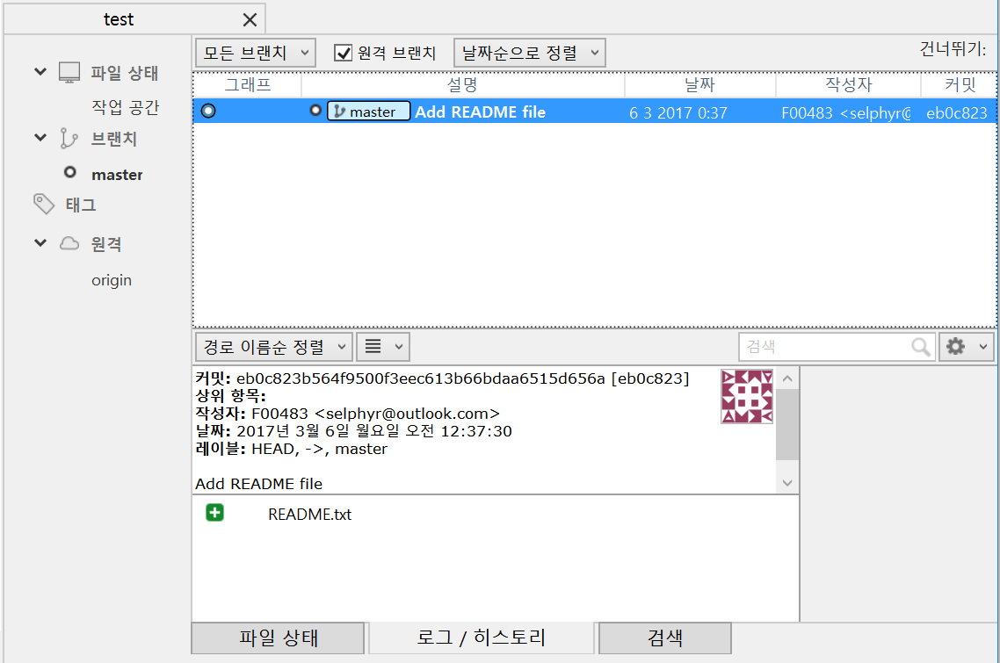 test
파일 상태
작업 공간
브랜치
master
태그
원격
origin
모든 브랜치 원격 브랜치 날짜순으로 정렬 건너뛰기:
그래프 설명 날짜 작성자 커밋
master Add README file 6 3 2017 0:37 F00483 <selphyr@ eb0c823
경로 이름순 정렬 검색
커밋: eb0c823b564f9500f3eec613b66bdaa6515d656a [eb0c823]
상위 항목:
작성자: F00483 <selphyr@outlook.com>
날짜: 2017년 3월 6일 월요일 오전 12:37:30
레이블: HEAD, ->, master
Add README file
README.txt
파일 상태 로그 / 히스토리 검색